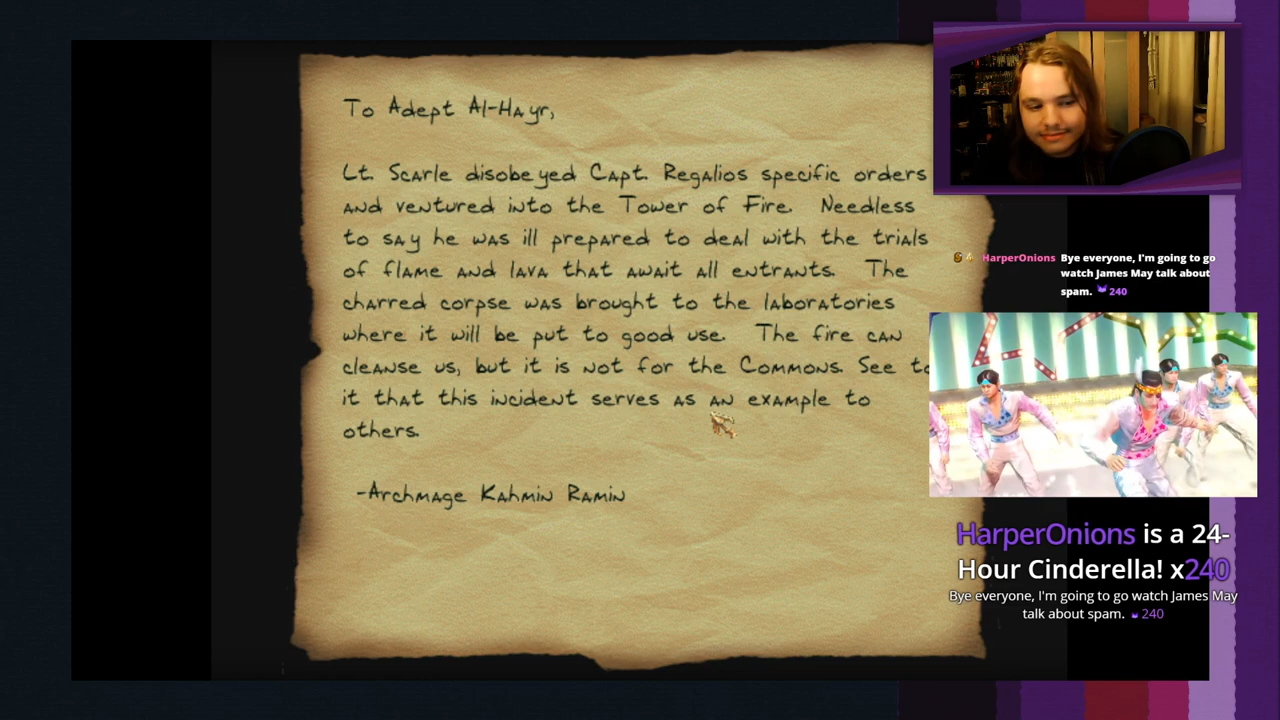 To Adept Al-Hayr,
Lt. Scarle disobeyed Capt. Regalios specific orders
and ventured into the Tower of Fire. Needless
to say he was ill prepared to deal with the trials
of flame and lava that await all entrants. The
charred corpse was brought to the laboratories
where it will be put to good use. The fire can
cleanse us, but it is not for the Commons. See to
it that this incident serves as an example to
others.
-Archmage Kahmin Ramin
4 HarperOnions Bye everyone, I'm going to go
watch James May talk about
spam. 240
HarperOnions is a 24-
Hour Cinderella! x240
Bye everyone, I'm going to go watch James May
talk about spam. 240